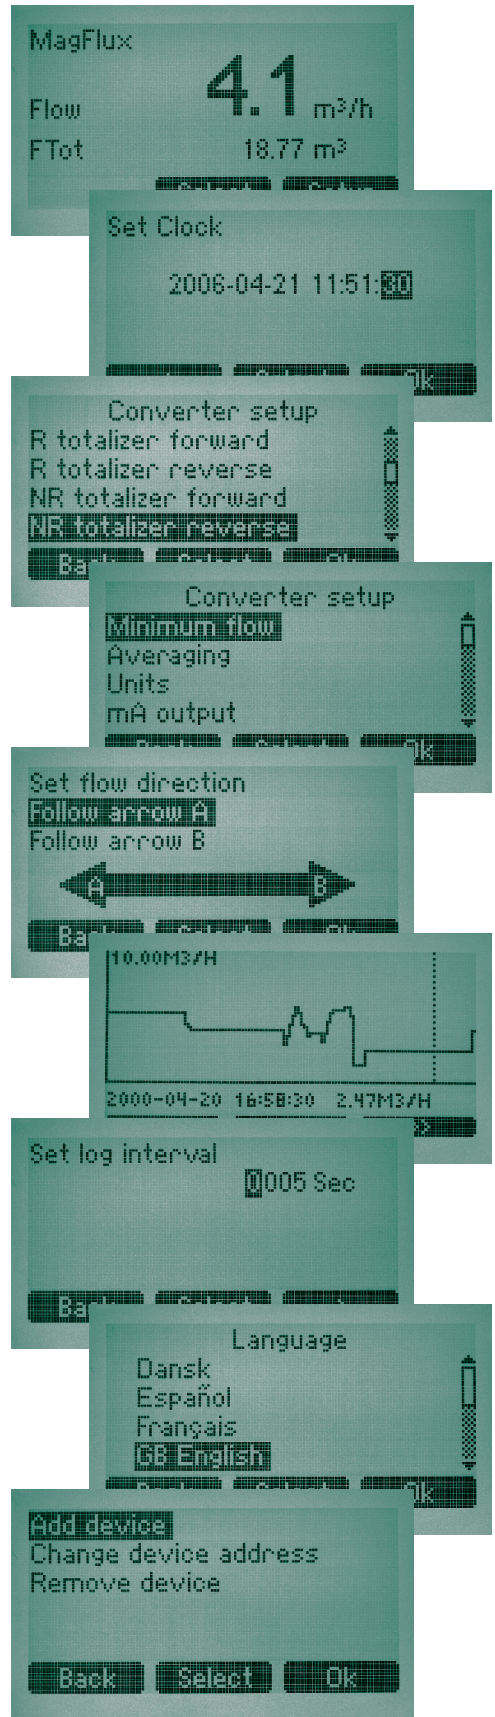 MagFlux
4.1
Flow m³/h
FTot 18.77 m³
Set Clock
2006-04-21 11:51:30
Ok
Converter setup
R totalizer forward
R totalizer reverse
NR totalizer forward
NR totalizer reverse
Converter setup
Minimum flow
Averaging
Units
mA output
Ok
Set flow direction
Follow arrow A
Follow arrow B
A B
10.00M3/H
2000-04-20 16:58:30 2.47M3/H
>>
Set log interval
0005 Sec
Language
Dansk
Español
Français
GB English
Ok
Add device
Change device address
Remove device
Back Select Ok